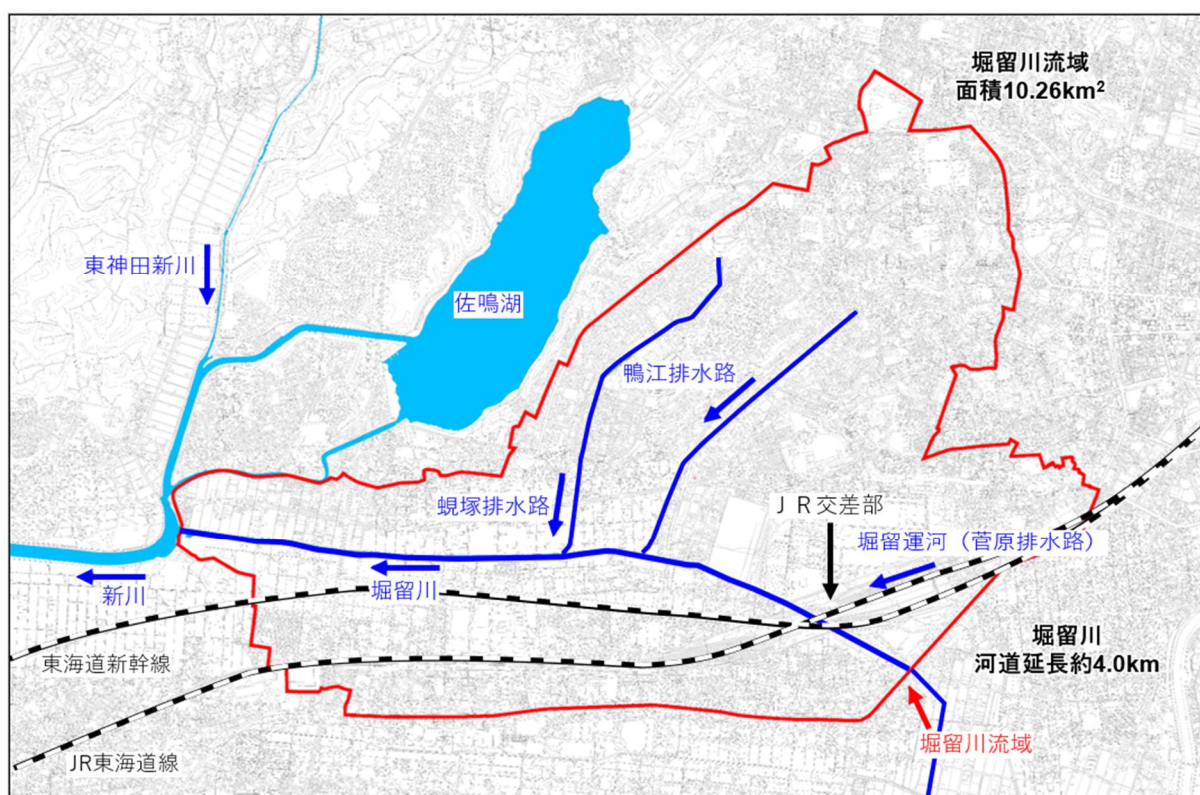 堀留川流域
面積10.26km²
東神田新川
佐鳴湖
鴨江排水路
蜆塚排水路
ＪＲ交差部
堀留運河（菅原排水路）
新川
堀留川
東海道新幹線
堀留川
河道延長約4.0km
堀留川流域
JR東海道線